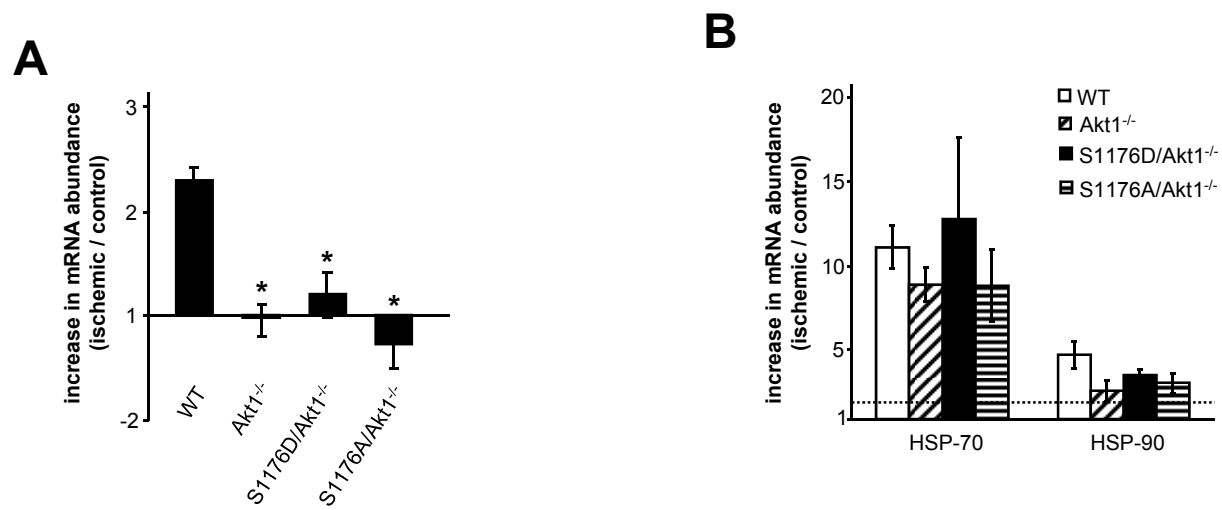 A
increase in mRNA abundance
(ischemic / control)
3
2
1
-2
*
*
*
WT
Akt1-/-
S1176D/Akt1-/-
S1176A/Akt1-/-
B
increase in mRNA abundance
(ischemic / control)
20
15
10
5
1
WT
Akt1-/-
S1176D/Akt1-/-
S1176A/Akt1-/-
HSP-70
HSP-90